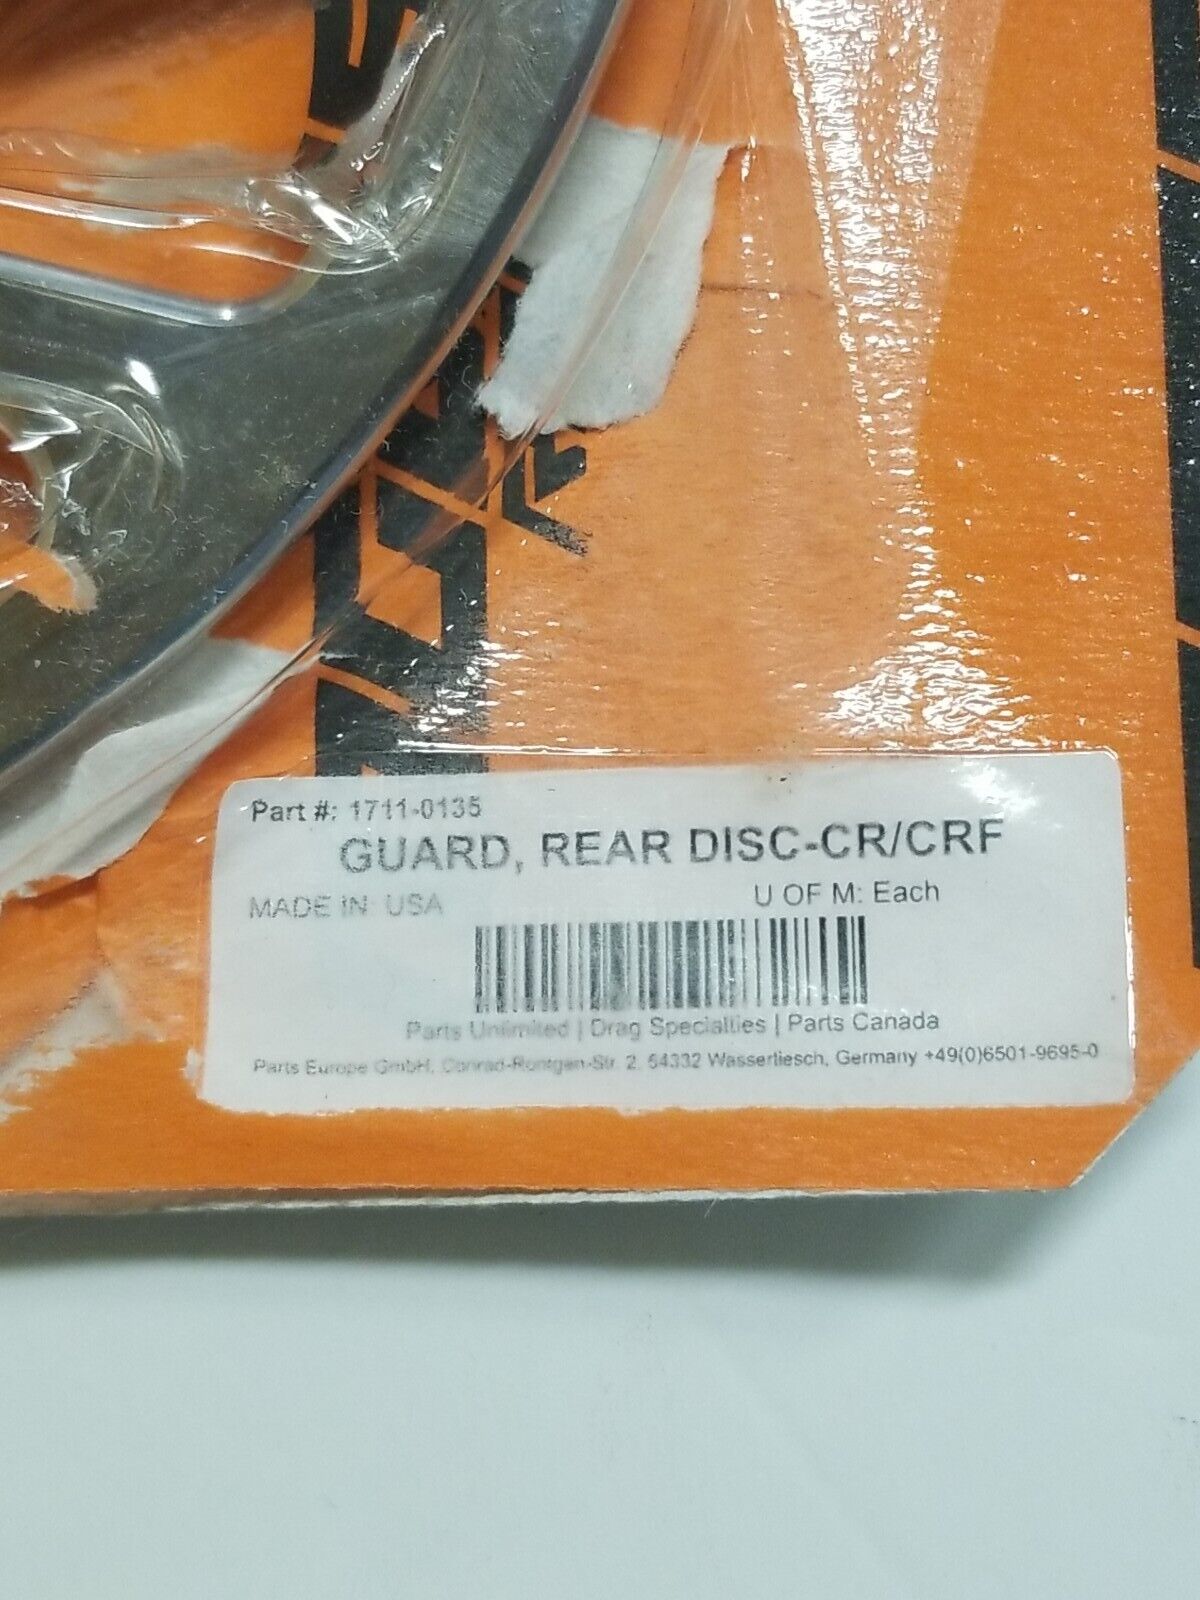 Part #: 1711-0135
GUARD, REAR DISC-CR/CRF
MADE IN: USA
U OF M: Each
Parts Unlimited | Drag Specialties | Parts Canada
Parts Europe GmbH, Conrad-Rontgen-Str. 2, 54332 Wasserliesch, Germany +49(0)6501-9695-0